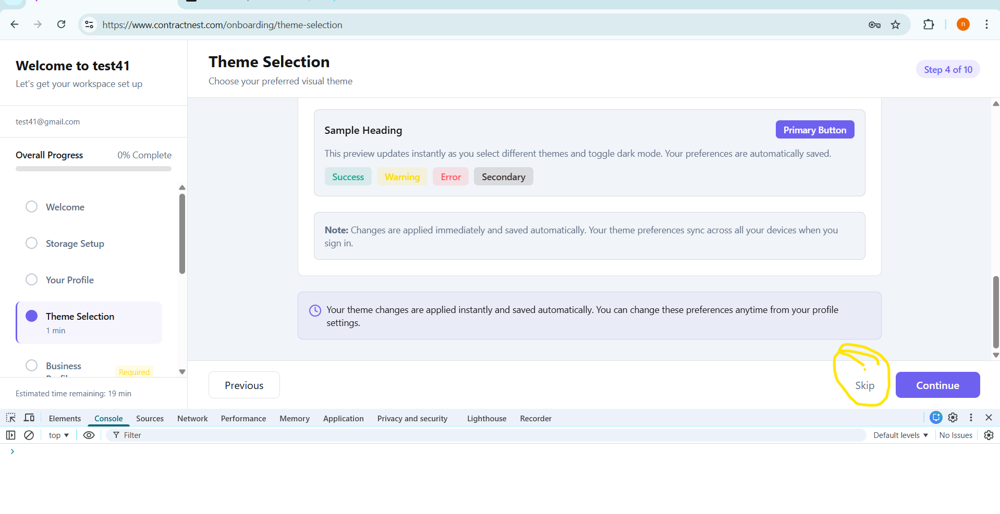 https://www.contractnest.com/onboarding/theme-selection
n
Welcome to test41
Let's get your workspace set up
test41@gmail.com
Overall Progress
0% Complete
Welcome
Storage Setup
Your Profile
Theme Selection
1 min
Business
Required
Estimated time remaining: 19 min
Theme Selection
Choose your preferred visual theme
Step 4 of 10
Sample Heading
Primary Button
This preview updates instantly as you select different themes and toggle dark mode. Your preferences are automatically saved.
Success
Warning
Error
Secondary
Note: Changes are applied immediately and saved automatically. Your theme preferences sync across all your devices when you
sign in.
Your theme changes are applied instantly and saved automatically. You can change these preferences anytime from your profile
settings.
Previous
Skip
Continue
Elements
Console
Sources
Network
Performance
Memory
Application
Privacy and security
Lighthouse
Recorder
top
Filter
Default levels
No Issues